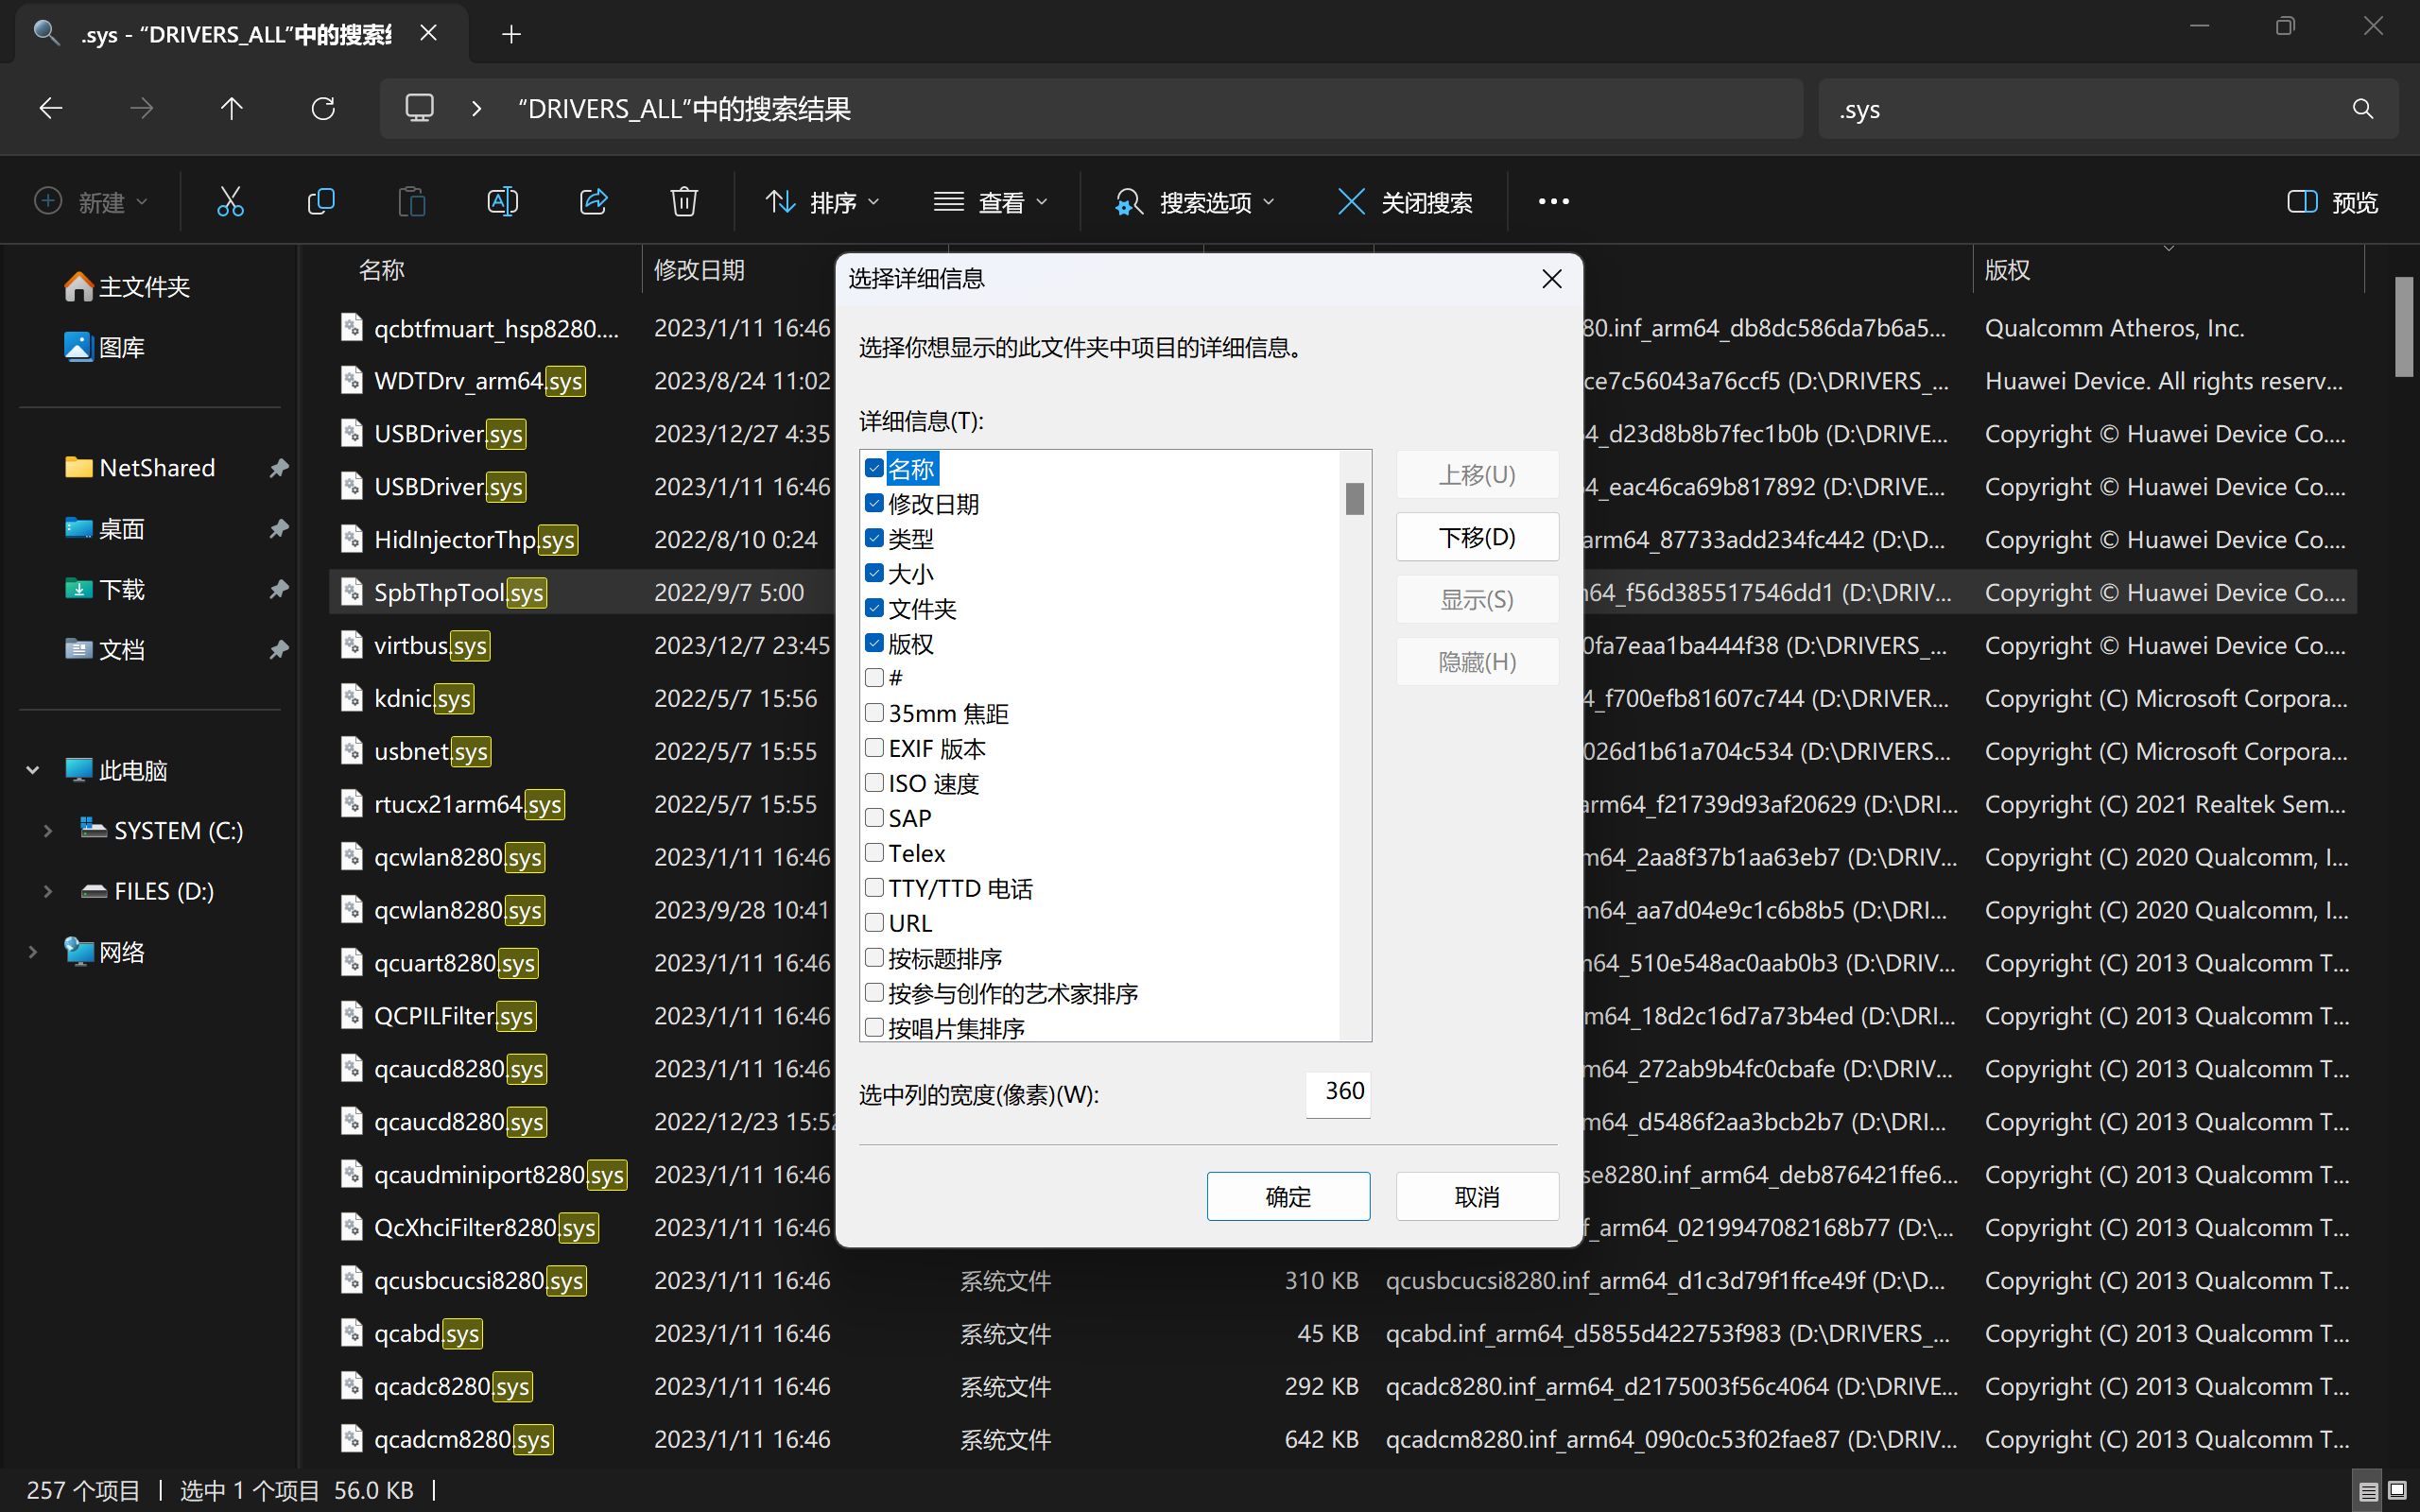 .sys - “DRIVERS_ALL”中的搜索结
“DRIVERS_ALL”中的搜索结果
.sys
新建 排序 查看 搜索选项 关闭搜索 预览
主文件夹
图库
NetShared
桌面
下载
文档
此电脑
SYSTEM (C:)
FILES (D:)
网络
名称 修改日期 版权
qcbtfmuart_hsp8280.... 2023/1/11 16:46 80.inf_arm64_db8dc586da7b6a5... Qualcomm Atheros, Inc.
WDTDrv_arm64.sys 2023/8/24 11:02 ce7c56043a76ccf5 (D:\DRIVERS_... Huawei Device. All rights reserv...
USBDriver.sys 2023/12/27 4:35 4_d23d8b8b7fec1b0b (D:\DRIVE... Copyright © Huawei Device Co....
USBDriver.sys 2023/1/11 16:46 4_eac46ca69b817892 (D:\DRIVE... Copyright © Huawei Device Co....
HidInjectorThp.sys 2022/8/10 0:24 arm64_87733add234fc442 (D:\D... Copyright © Huawei Device Co....
SpbThpTool.sys 2022/9/7 5:00 n64_f56d385517546dd1 (D:\DRIV... Copyright © Huawei Device Co....
virtbus.sys 2023/12/7 23:45 0fa7eaa1ba444f38 (D:\DRIVERS_... Copyright © Huawei Device Co....
kdnic.sys 2022/5/7 15:56 4_f700efb81607c744 (D:\DRIVER... Copyright (C) Microsoft Corpora...
usbnet.sys 2022/5/7 15:55 026d1b61a704c534 (D:\DRIVERS... Copyright (C) Microsoft Corpora...
rtucx21arm64.sys 2022/5/7 15:55 arm64_f21739d93af20629 (D:\DRI... Copyright (C) 2021 Realtek Sem...
qcwlan8280.sys 2023/1/11 16:46 m64_2aa8f37b1aa63eb7 (D:\DRIV... Copyright (C) 2020 Qualcomm, I...
qcwlan8280.sys 2023/9/28 10:41 m64_aa7d04e9c1c6b8b5 (D:\DRI... Copyright (C) 2020 Qualcomm, I...
qcuart8280.sys 2023/1/11 16:46 n64_510e548ac0aab0b3 (D:\DRIV... Copyright (C) 2013 Qualcomm T...
QCPILFilter.sys 2023/1/11 16:46 m64_18d2c16d7a73b4ed (D:\DRI... Copyright (C) 2013 Qualcomm T...
qcaucd8280.sys 2023/1/11 16:46 m64_272ab9b4fc0cbafe (D:\DRIV... Copyright (C) 2013 Qualcomm T...
qcaucd8280.sys 2022/12/23 15:52 m64_d5486f2aa3bcb2b7 (D:\DRI... Copyright (C) 2013 Qualcomm T...
qcaudminiport8280.sys 2023/1/11 16:46 se8280.inf_arm64_deb876421ffe6... Copyright (C) 2013 Qualcomm T...
QcXhciFilter8280.sys 2023/1/11 16:46 f_arm64_0219947082168b77 (D:\... Copyright (C) 2013 Qualcomm T...
qcusbcucsi8280.sys 2023/1/11 16:46 系统文件 310 KB qcusbcucsi8280.inf_arm64_d1c3d79f1ffce49f (D:\D... Copyright (C) 2013 Qualcomm T...
qcabd.sys 2023/1/11 16:46 系统文件 45 KB qcabd.inf_arm64_d5855d422753f983 (D:\DRIVERS_... Copyright (C) 2013 Qualcomm T...
qcadc8280.sys 2023/1/11 16:46 系统文件 292 KB qcadc8280.inf_arm64_d2175003f56c4064 (D:\DRIVE... Copyright (C) 2013 Qualcomm T...
qcadcm8280.sys 2023/1/11 16:46 系统文件 642 KB qcadcm8280.inf_arm64_090c0c53f02fae87 (D:\DRIV... Copyright (C) 2013 Qualcomm T...
选择详细信息
选择你想显示的此文件夹中项目的详细信息。
详细信息(T):
名称
修改日期
类型
大小
文件夹
版权
#
35mm 焦距
EXIF 版本
ISO 速度
SAP
Telex
TTY/TTD 电话
URL
按标题排序
按参与创作的艺术家排序
按唱片集排序
上移(U)
下移(D)
显示(S)
隐藏(H)
选中列的宽度(像素)(W): 360
确定 取消
257 个项目 选中 1 个项目 56.0 KB